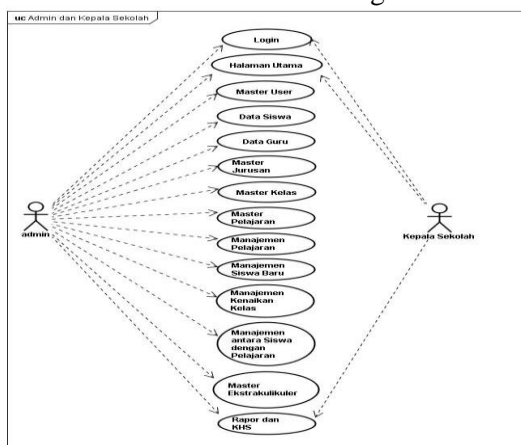 uc Admin dan Kepala Sekolah
Login
Halaman Utama
Master User
Data Siswa
Data Guru
Master
Jurusan
Master Kelas
Master
Pelajaran
Manajemen
Pelajaran
Manajemen
Siswa Baru
Manajemen
Kenaikan
Kelas
Manajemen
antara Siswa
dengan
Pelajaran
Master
Ekstrakulikuler
Rapor dan
KHS
admin
Kepala Sekolah